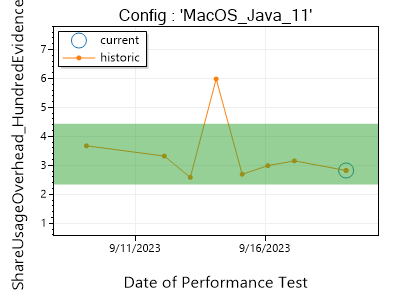 Config : 'MacOS_Java_11'
ShareUsageOverhead_HundredEvidence
current
historic
7
6
5
4
3
2
1
9/11/2023
9/16/2023
Date of Performance Test